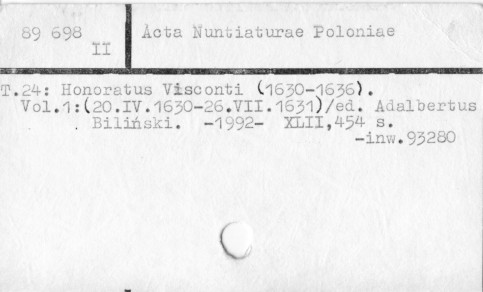 89 698 Acta Nuntiaturae Poloniae
II
T.24: Honoratus Visconti (1630-1636).
Vol.1:(20.IV.1630-26.VII.1631)/ed. Adalbertus
Biliński. -1992- XLII,454 s.
-inw.93280